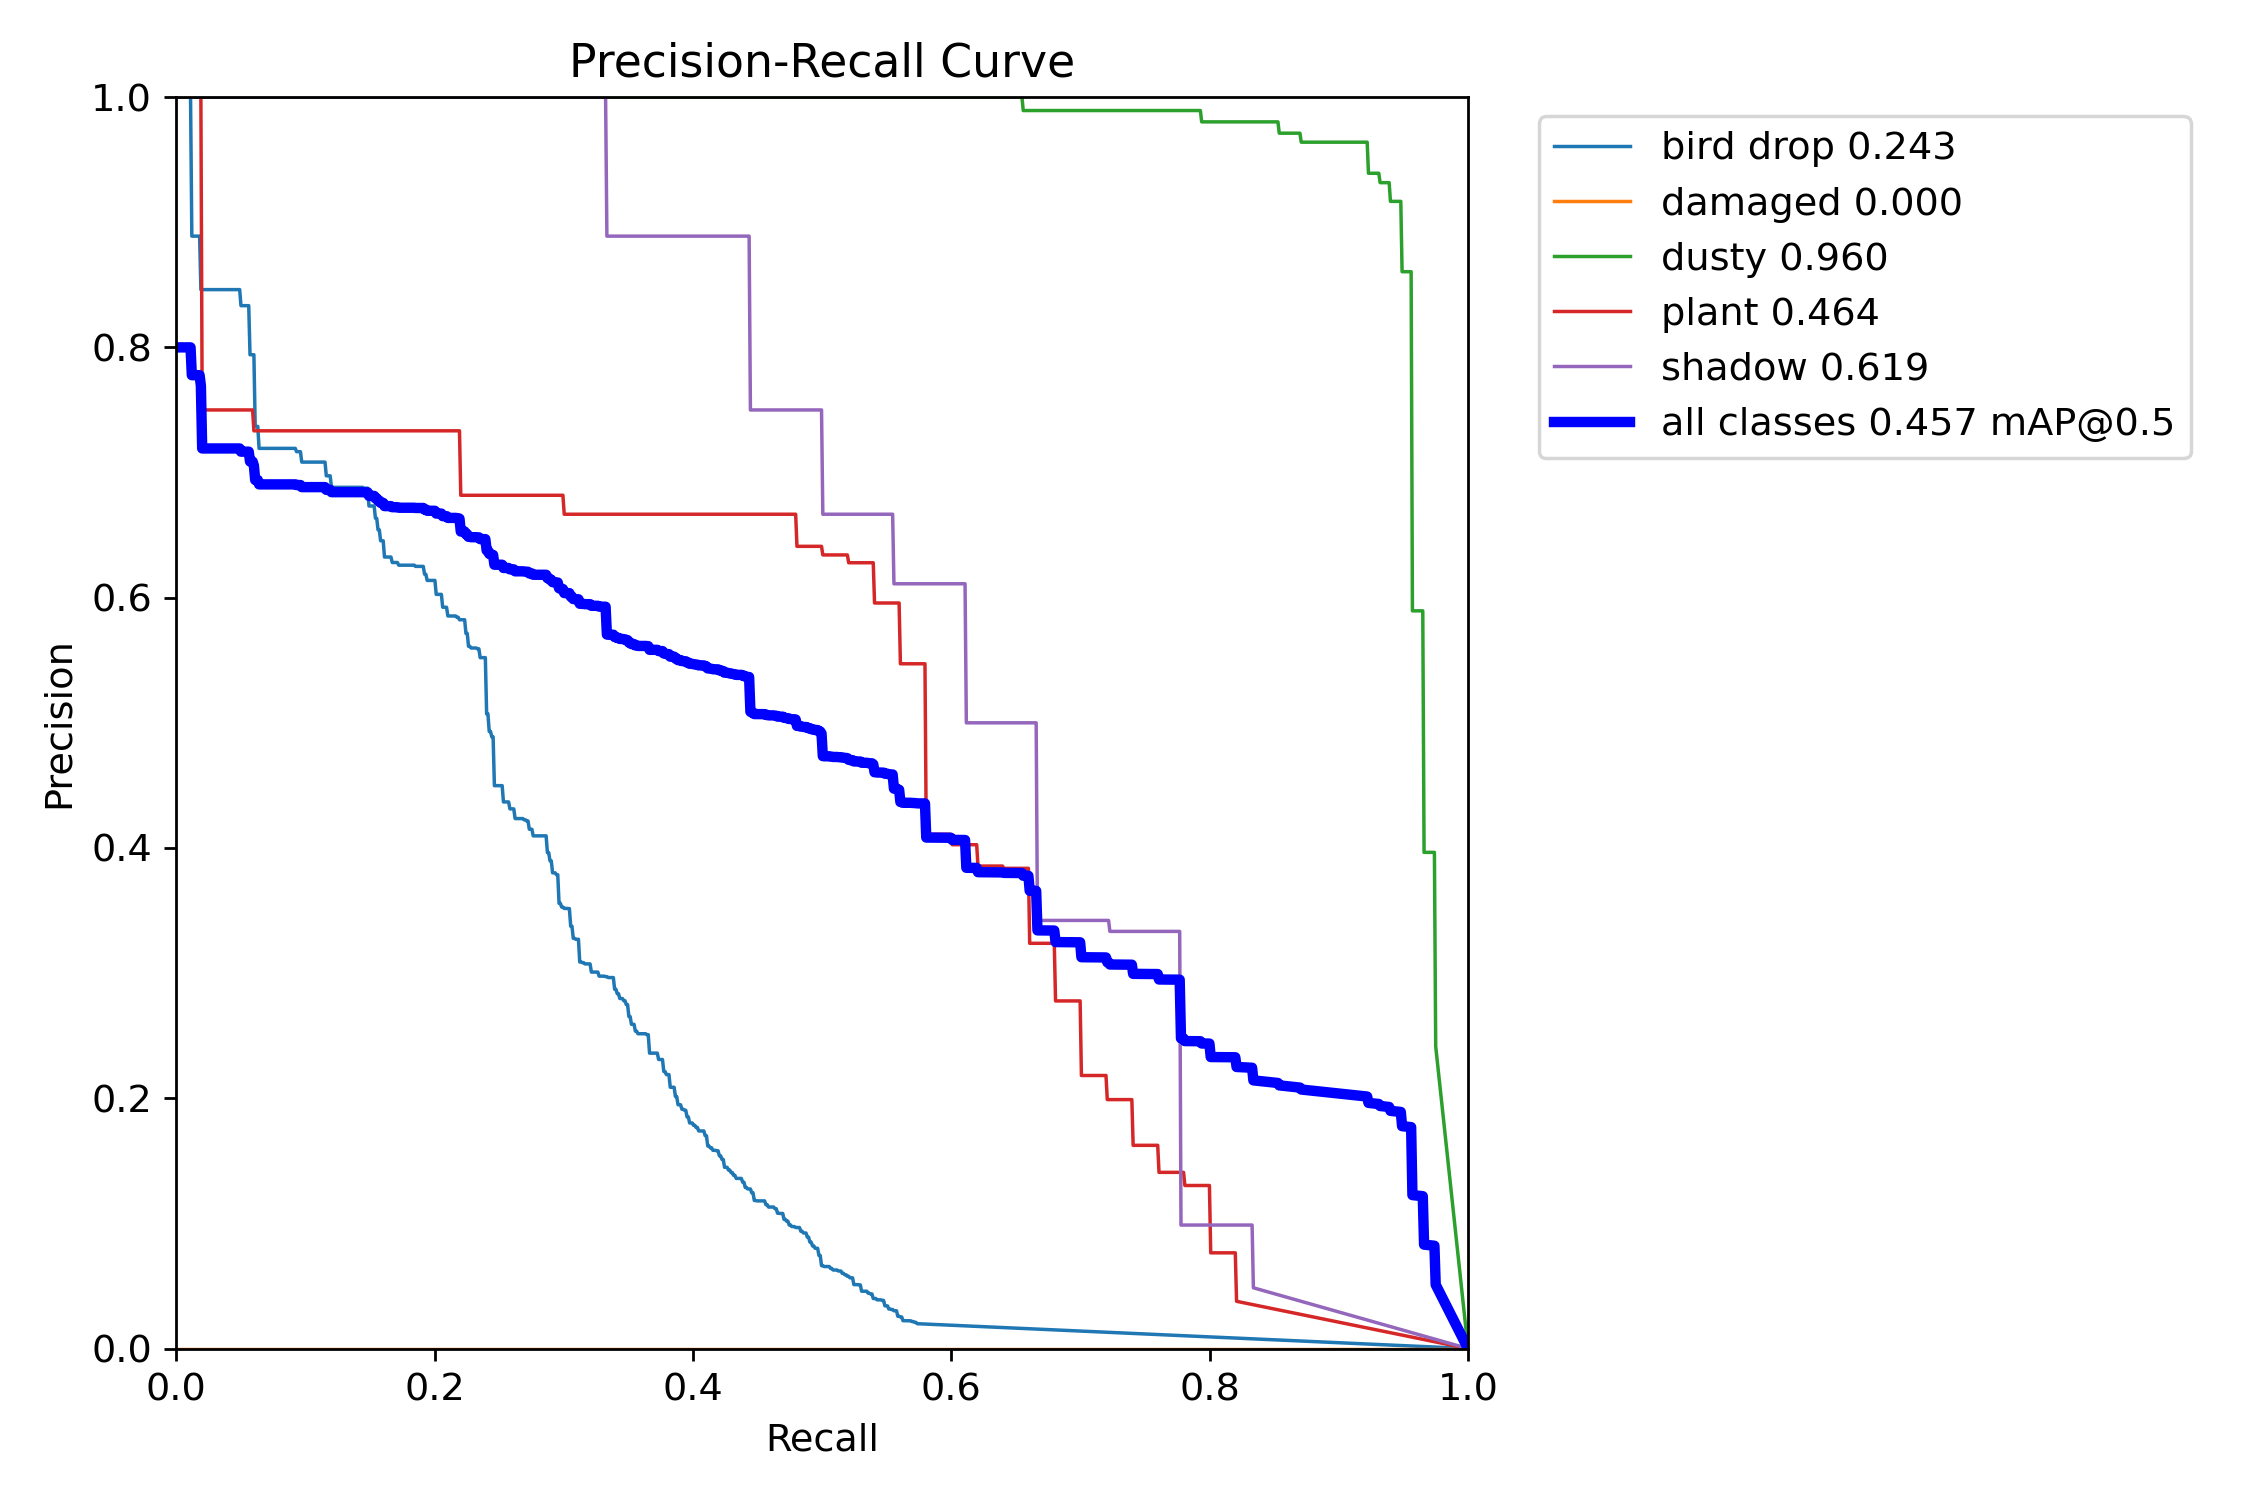 Precision-Recall Curve
1.0
0.8
0.6
0.4
0.2
0.0
Precision
0.0 0.2 0.4 0.6 0.8 1.0
Recall
bird drop 0.243
damaged 0.000
dusty 0.960
plant 0.464
shadow 0.619
all classes 0.457 mAP@0.5